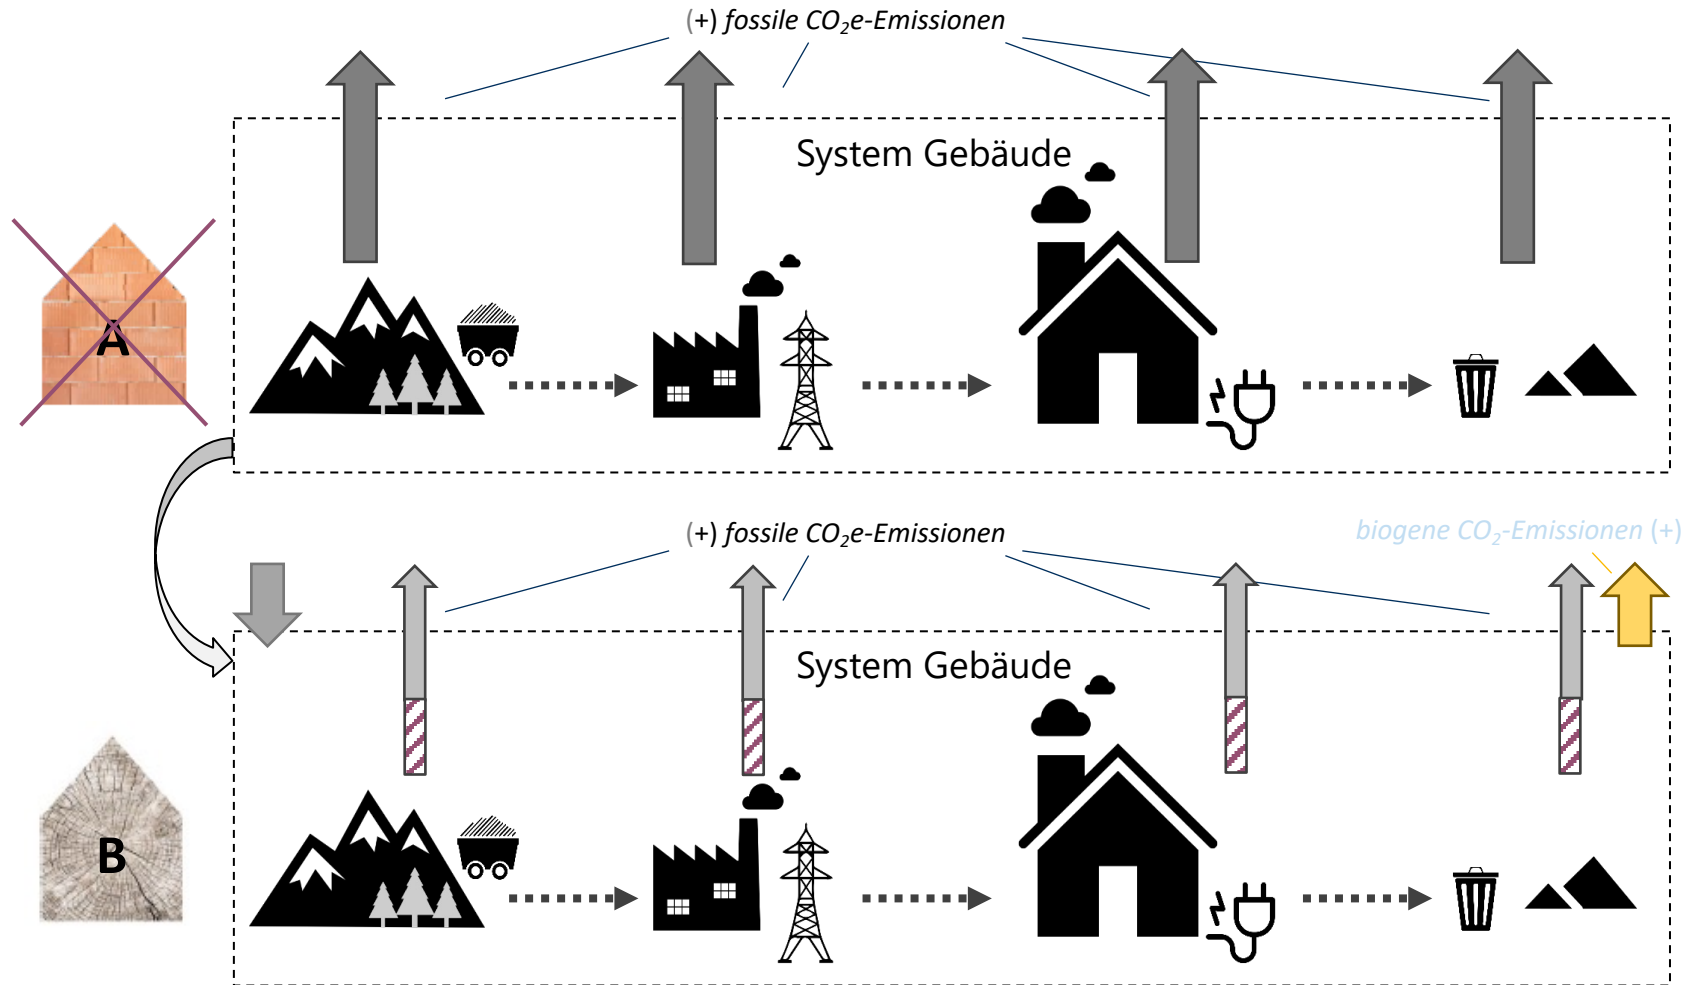 (+) fossile CO₂e-Emissionen
System Gebäude
A
(+) fossile CO₂e-Emissionen
biogene CO₂-Emissionen (+)
System Gebäude
B